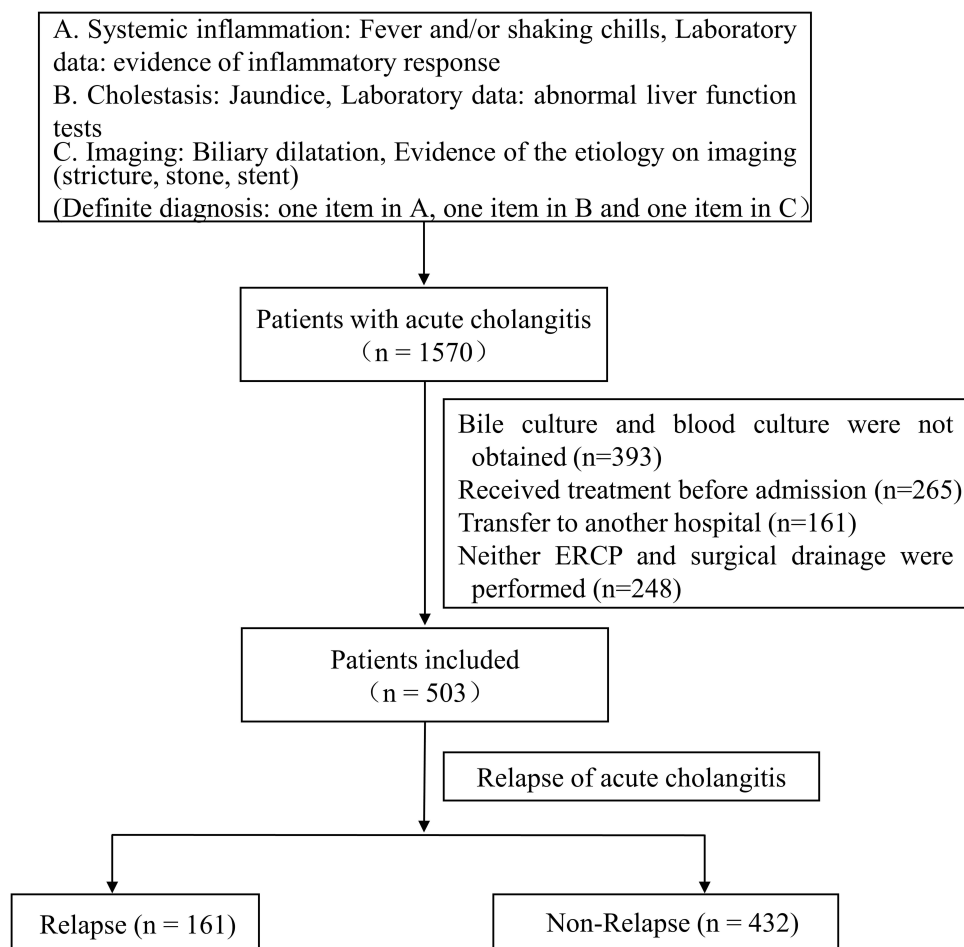 A. Systemic inflammation: Fever and/or shaking chills, Laboratory
data: evidence of inflammatory response
B. Cholestasis: Jaundice, Laboratory data: abnormal liver function
tests
C. Imaging: Biliary dilatation, Evidence of the etiology on imaging
(stricture, stone, stent)
(Definite diagnosis: one item in A, one item in B and one item in C）
Patients with acute cholangitis
（n = 1570）
Bile culture and blood culture were not
obtained (n=393)
Received treatment before admission (n=265)
Transfer to another hospital (n=161)
Neither ERCP and surgical drainage were
performed (n=248)
Patients included
（n = 503）
Relapse of acute cholangitis
Relapse (n = 161)
Non-Relapse (n = 432)